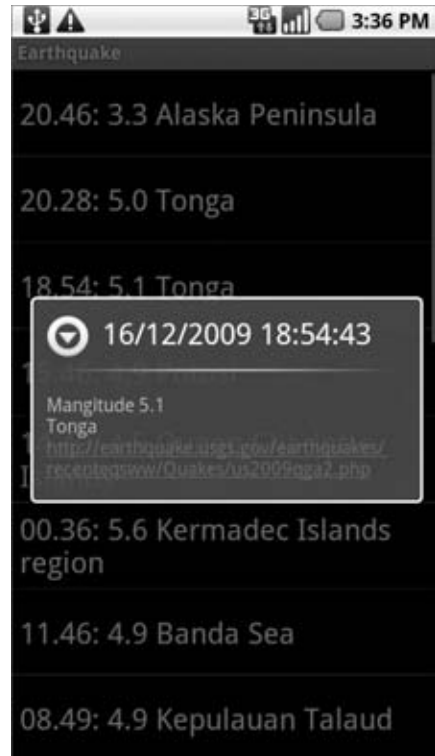 3G
3:36 PM
Earthquake
20.46: 3.3 Alaska Peninsula
20.28: 5.0 Tonga
18.54: 5.1 Tonga
16/12/2009 18:54:43
Mangitude 5.1
Tonga
http://earthquake.usgs.gov/earthquakes/
recenteqsww/Quakes/us2009qga2.php
00.36: 5.6 Kermadec Islands
region
11.46: 4.9 Banda Sea
08.49: 4.9 Kepulauan Talaud